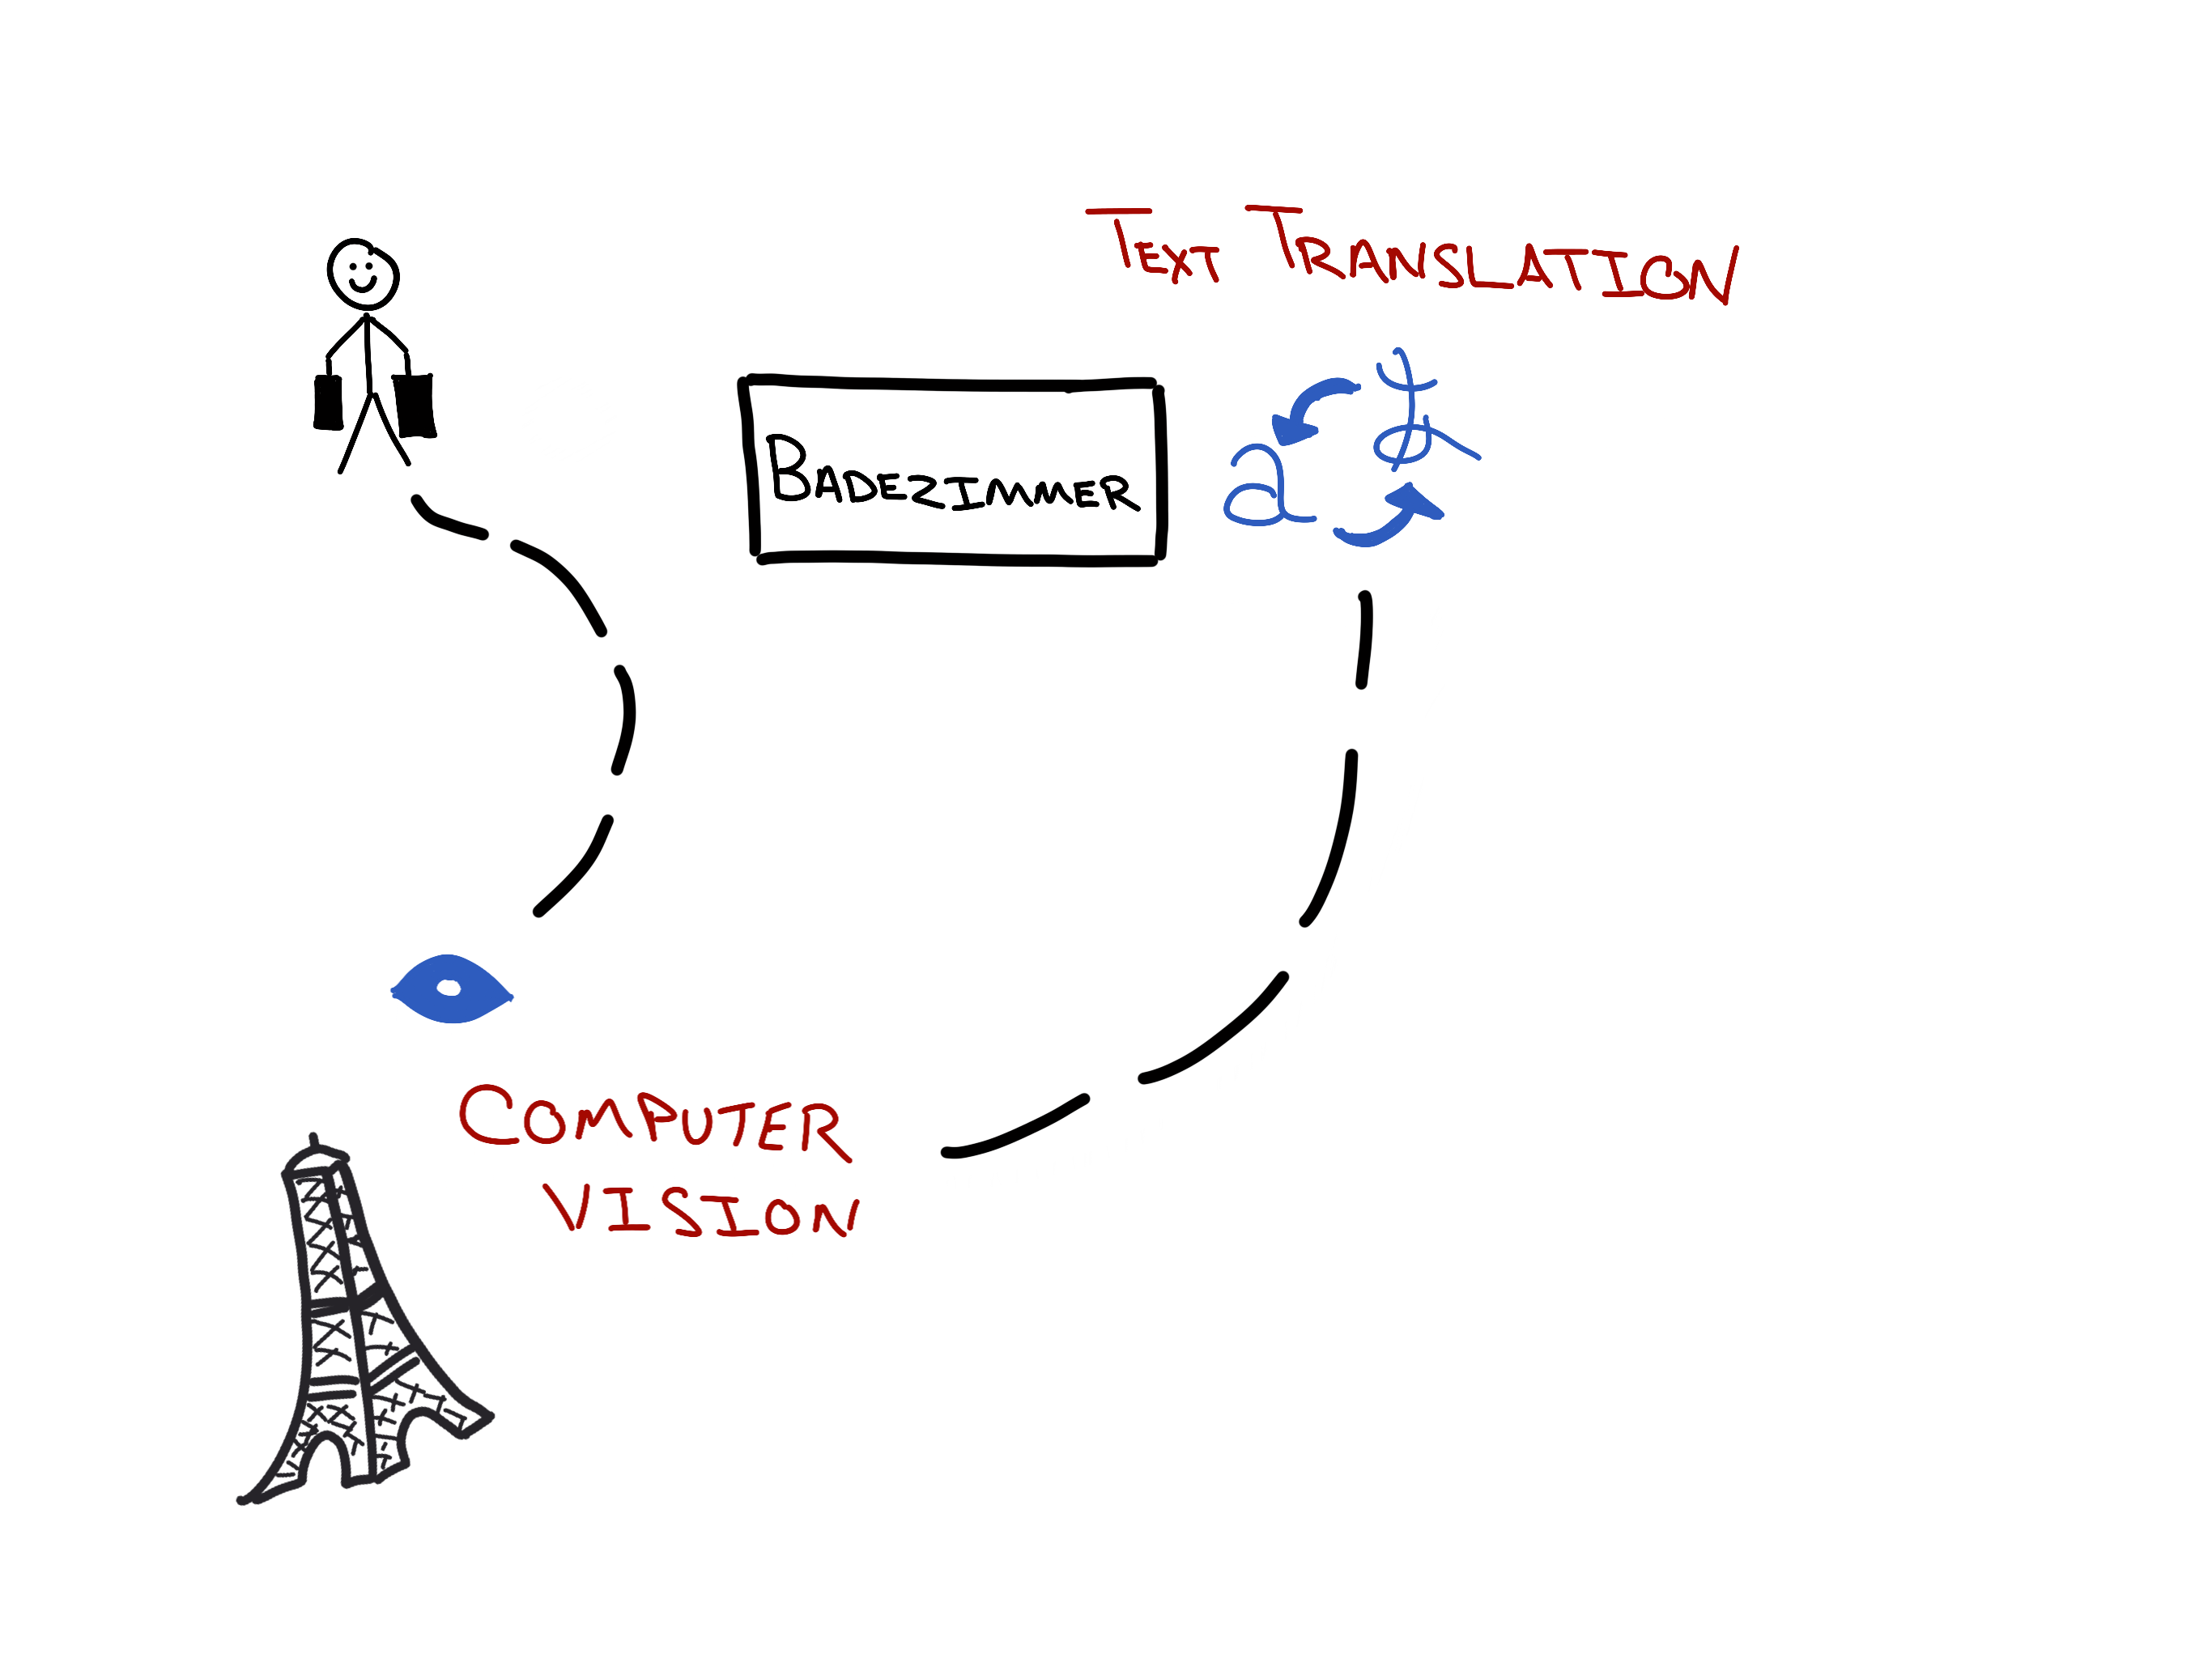 TEXT TRANSLATION
BADEZIMMER
a
COMPUTER
VISION